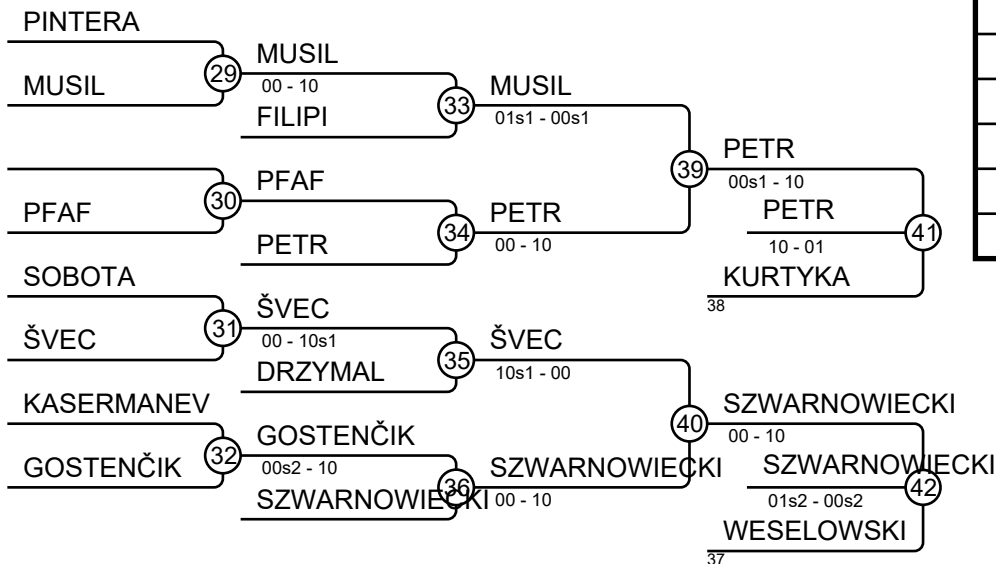 PINTERA
29
MUSIL
MUSIL
00 - 10
33
FILIPI
MUSIL
01s1 - 00s1
30
PFAF
PFAF
34
PETR
PETR
00 - 10
39
PETR
00s1 - 10
PETR
10 - 01
41
KURTYKA
38
SOBOTA
31
ŠVEC
ŠVEC
00 - 10s1
35
DRZYMAL
ŠVEC
10s1 - 00
KASERMANEV
32
GOSTENČIK
GOSTENČIK
00s2 - 10
36
SZWARNOWIECKI
SZWARNOWIECKI
00 - 10
40
SZWARNOWIECKI
00 - 10
SZWARNOWIECKI
01s2 - 00s2
42
WESELOWSKI
37